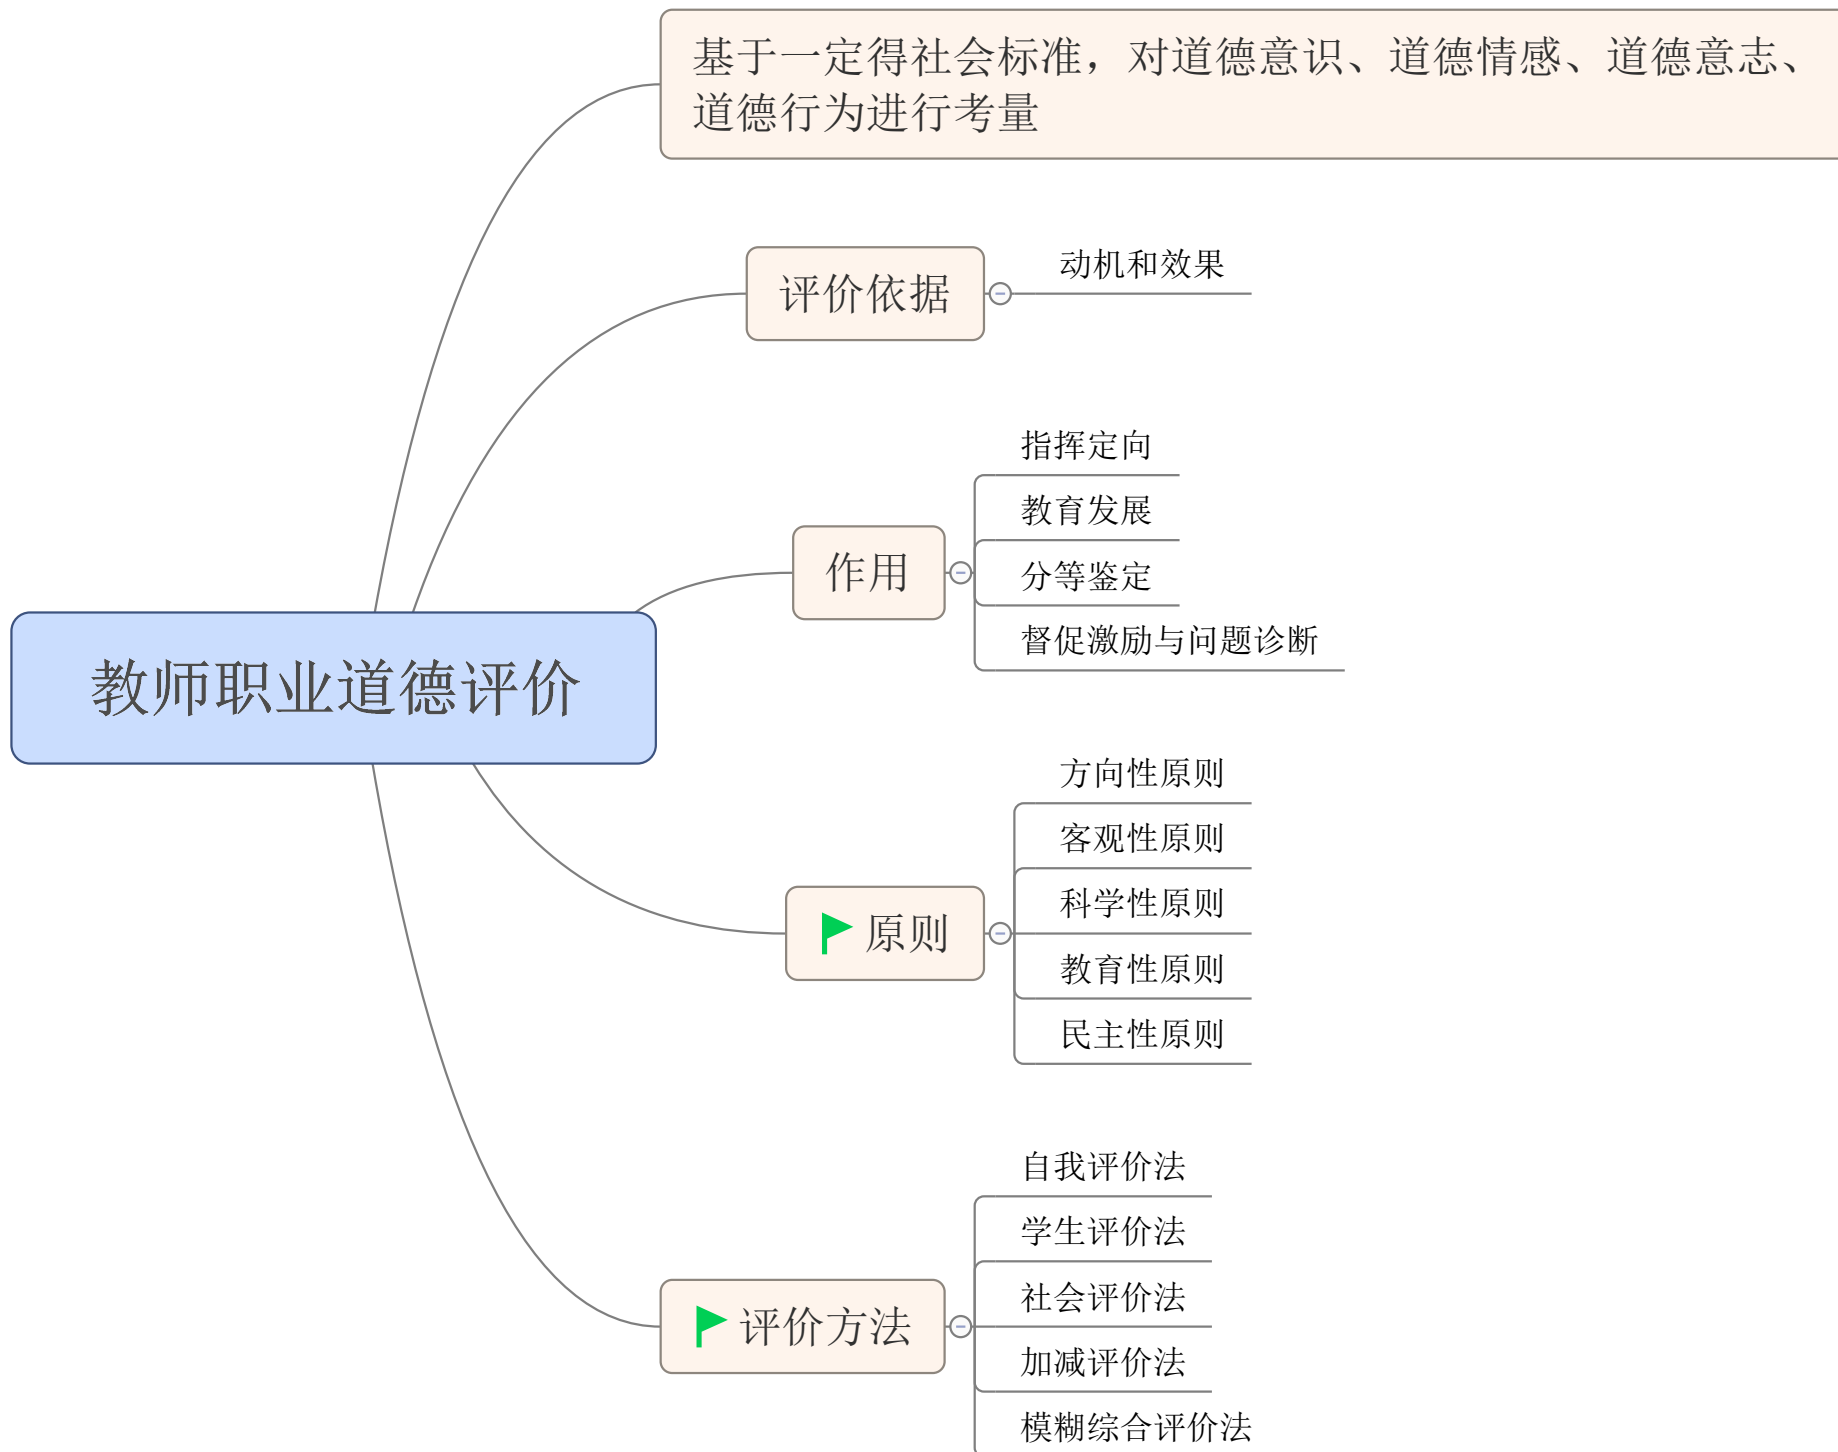 基于一定得社会标准，对道德意识、道德情感、道德意志、
道德行为进行考量
评价依据
动机和效果
作用
指挥定向
教育发展
分等鉴定
督促激励与问题诊断
教师职业道德评价
原则
方向性原则
客观性原则
科学性原则
教育性原则
民主性原则
评价方法
自我评价法
学生评价法
社会评价法
加减评价法
模糊综合评价法